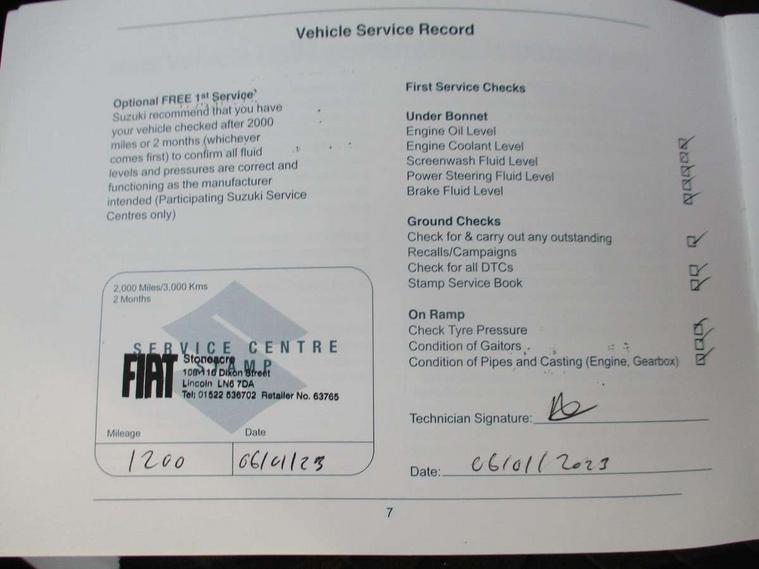 Vehicle Service Record
Optional FREE 1st Service
Suzuki recommend that you have
your vehicle checked after 2000
miles or 2 months (whichever
comes first) to confirm all fluid
levels and pressures are correct and
functioning as the manufacturer
intended (Participating Suzuki Service
Centres only)
2,000 Miles/3,000 Kms
2 Months
SERVICE CENTRE
STAMP
FIAT
Stoneacre
108-116 Dixon Street
Lincoln LN6 7DA
Tel: 01522 536702 Retailer No. 63765
Mileage Date
1200 06/01/23
First Service Checks
Under Bonnet
Engine Oil Level
Engine Coolant Level
Screenwash Fluid Level
Power Steering Fluid Level
Brake Fluid Level
Ground Checks
Check for & carry out any outstanding
Recalls/Campaigns
Check for all DTCs
Stamp Service Book
On Ramp
Check Tyre Pressure
Condition of Gaitors
Condition of Pipes and Casting (Engine, Gearbox)
Technician Signature:
Date: 06/01/2023
7